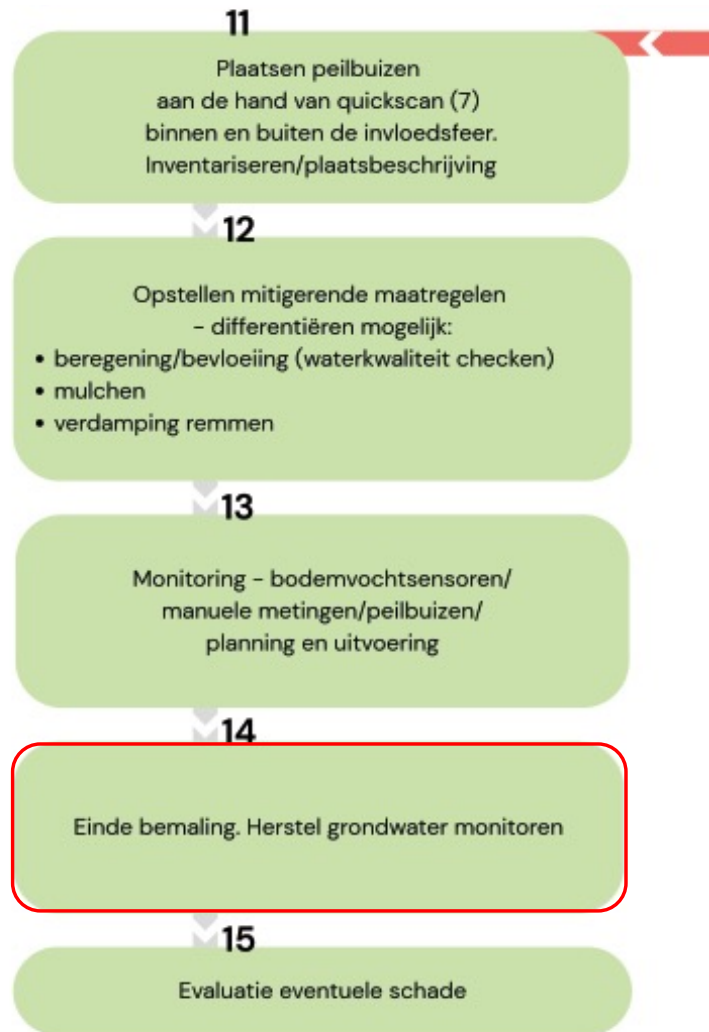 11
Plaatsen peilbuizen
aan de hand van quickscan (7)
binnen en buiten de invloedsfeer.
Inventariseren/plaatsbeschrijving
12
Opstellen mitigerende maatregelen
– differentiëren mogelijk:
• beregening/bevloeiing (waterkwaliteit checken)
• mulchen
• verdamping remmen
13
Monitoring – bodemvochtsensoren/
manuele metingen/peilbuizen/
planning en uitvoering
14
Einde bemaling. Herstel grondwater monitoren
15
Evaluatie eventuele schade